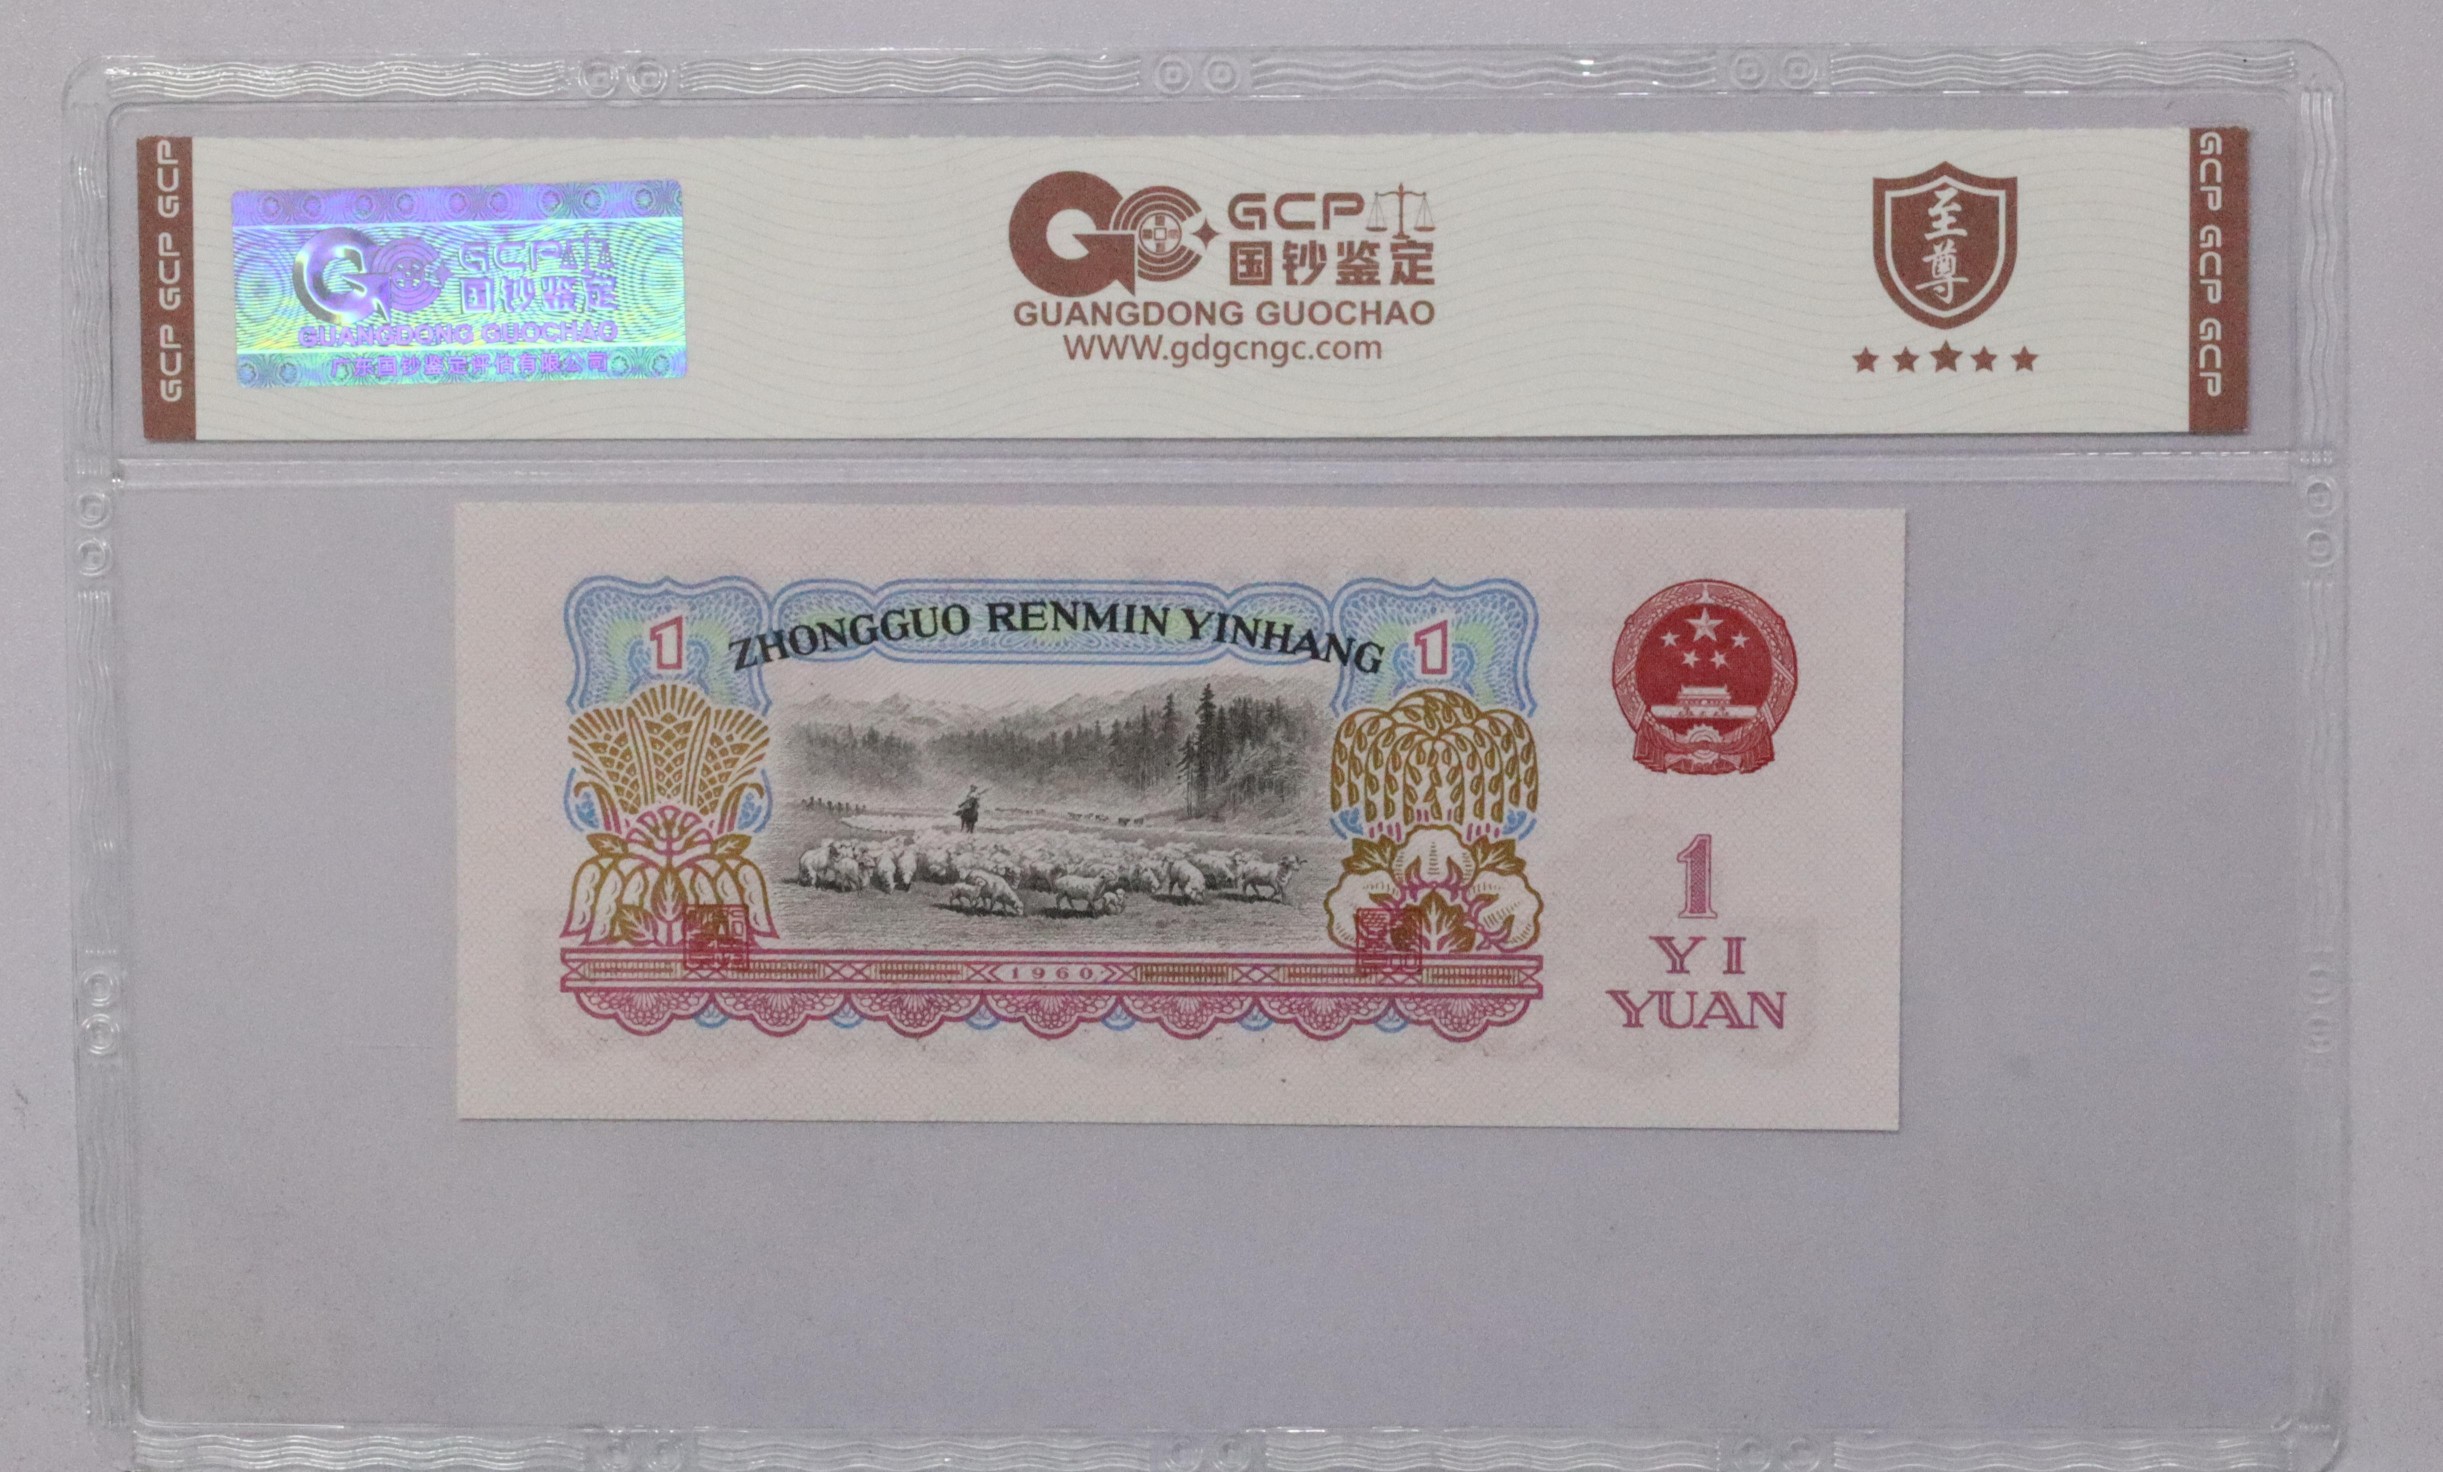 GCP GCP GCP
GCP 国钞鉴定
GUANGDONG GUOCHAO
广东国钞鉴定评估有限公司
GCP
国钞鉴定
GUANGDONG GUOCHAO
WWW.gdgcngc.com
至尊
GCP GCP GCP
1
ZHONGGUO RENMIN YINHANG
1
1960
1
YI
YUAN